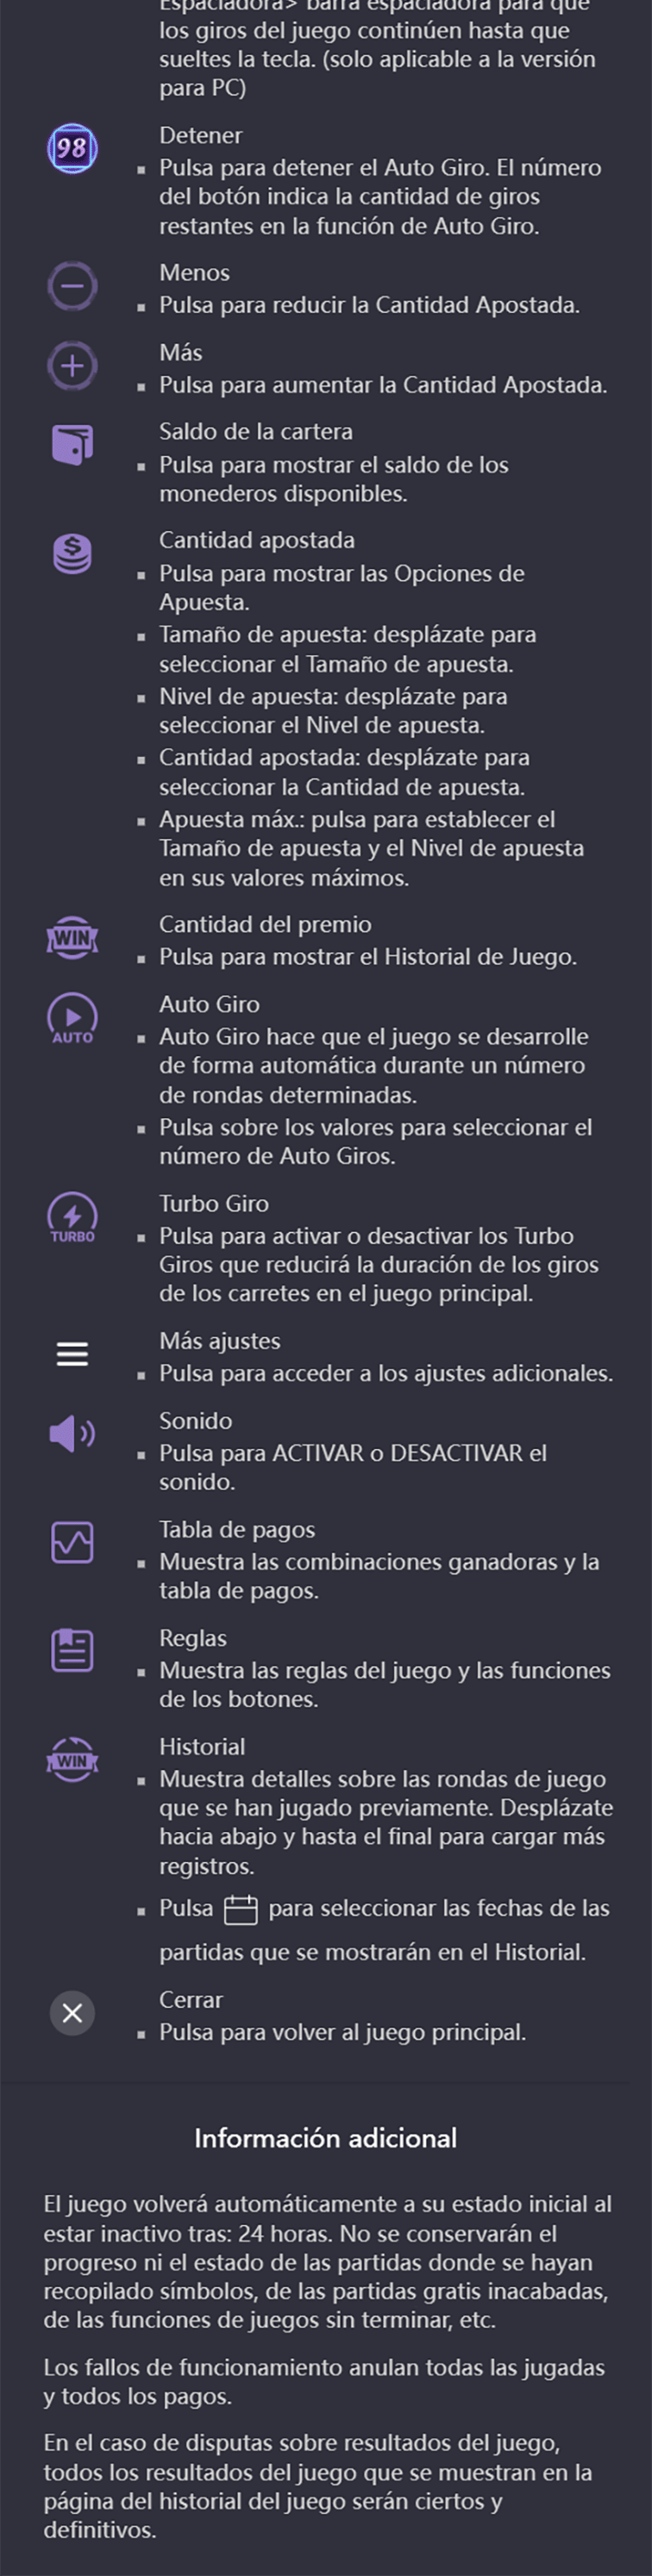 Espaciadora> barra espaciadora para que
los giros del juego continúen hasta que
sueltes la tecla. (solo aplicable a la versión
para PC)
98
Detener
▪ Pulsa para detener el Auto Giro. El número
del botón indica la cantidad de giros
restantes en la función de Auto Giro.
Menos
▪ Pulsa para reducir la Cantidad Apostada.
Más
▪ Pulsa para aumentar la Cantidad Apostada.
Saldo de la cartera
▪ Pulsa para mostrar el saldo de los
monederos disponibles.
$
Cantidad apostada
▪ Pulsa para mostrar las Opciones de
Apuesta.
▪ Tamaño de apuesta: desplázate para
seleccionar el Tamaño de apuesta.
▪ Nivel de apuesta: desplázate para
seleccionar el Nivel de apuesta.
▪ Cantidad apostada: desplázate para
seleccionar la Cantidad de apuesta.
▪ Apuesta máx.: pulsa para establecer el
Tamaño de apuesta y el Nivel de apuesta
en sus valores máximos.
WIN
Cantidad del premio
▪ Pulsa para mostrar el Historial de Juego.
AUTO
Auto Giro
▪ Auto Giro hace que el juego se desarrolle
de forma automática durante un número
de rondas determinadas.
▪ Pulsa sobre los valores para seleccionar el
número de Auto Giros.
TURBO
Turbo Giro
▪ Pulsa para activar o desactivar los Turbo
Giros que reducirá la duración de los giros
de los carretes en el juego principal.
Más ajustes
▪ Pulsa para acceder a los ajustes adicionales.
Sonido
▪ Pulsa para ACTIVAR o DESACTIVAR el
sonido.
Tabla de pagos
▪ Muestra las combinaciones ganadoras y la
tabla de pagos.
Reglas
▪ Muestra las reglas del juego y las funciones
de los botones.
WIN
Historial
▪ Muestra detalles sobre las rondas de juego
que se han jugado previamente. Desplázate
hacia abajo y hasta el final para cargar más
registros.
▪ Pulsa para seleccionar las fechas de las
partidas que se mostrarán en el Historial.
Cerrar
▪ Pulsa para volver al juego principal.
Información adicional
El juego volverá automáticamente a su estado inicial al
estar inactivo tras: 24 horas. No se conservarán el
progreso ni el estado de las partidas donde se hayan
recopilado símbolos, de las partidas gratis inacabadas,
de las funciones de juegos sin terminar, etc.
Los fallos de funcionamiento anulan todas las jugadas
y todos los pagos.
En el caso de disputas sobre resultados del juego,
todos los resultados del juego que se muestran en la
página del historial del juego serán ciertos y
definitivos.